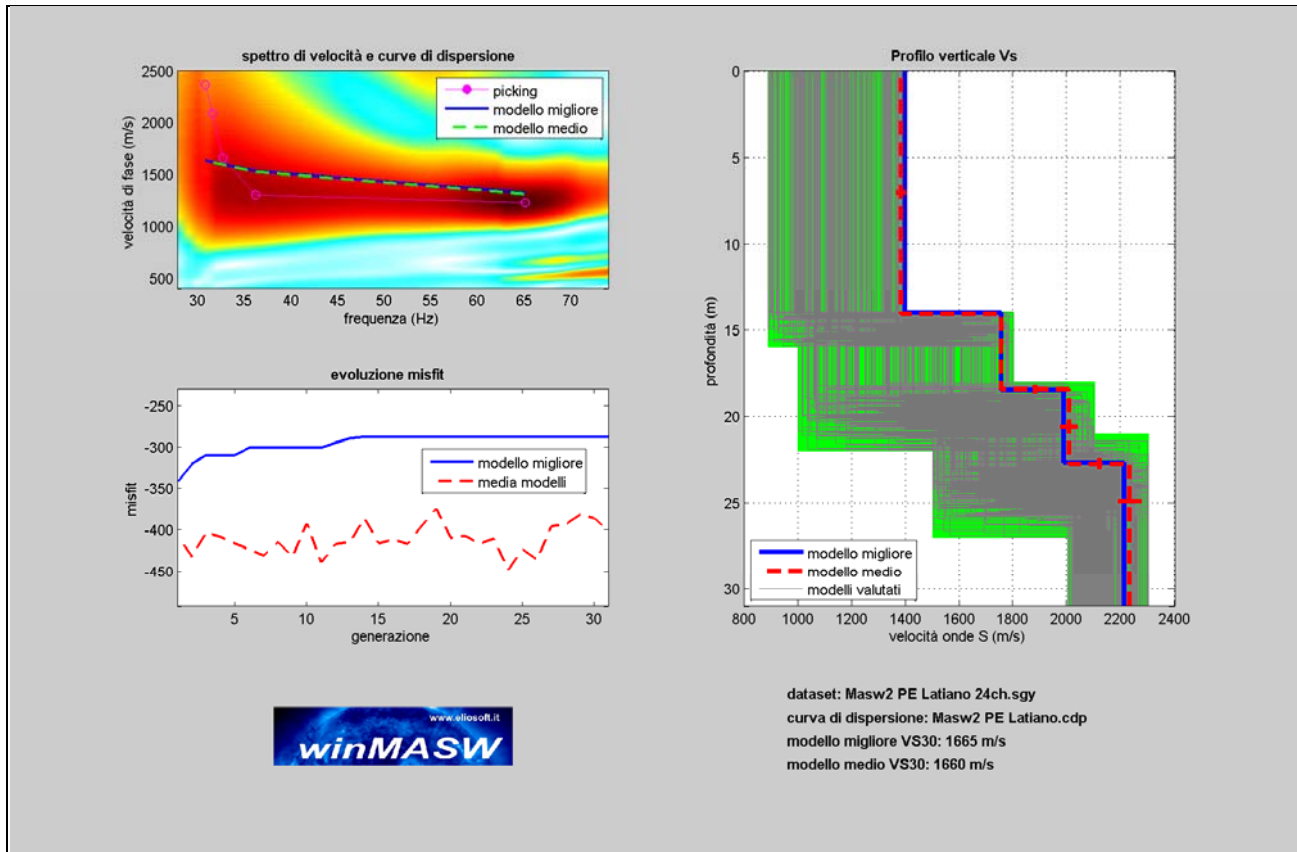 spettro di velocità e curve di dispersione
2500
2000
1500
1000
500
velocità di fase (m/s)
picking
modello migliore
modello medio
30 35 40 45 50 55 60 65 70
frequenza (Hz)
evoluzione misfit
-250
-300
-350
-400
-450
misfit
modello migliore
media modelli
5 10 15 20 25 30
generazione
www.eliosoft.it
winMASW
Profilo verticale Vs
0
5
10
15
20
25
30
profondità (m)
modello migliore
modello medio
modelli valutati
800 1000 1200 1400 1600 1800 2000 2200 2400
velocità onde S (m/s)
dataset: Masw2 PE Latiano 24ch.sgy
curva di dispersione: Masw2 PE Latiano.cdp
modello migliore VS30: 1665 m/s
modello medio VS30: 1660 m/s